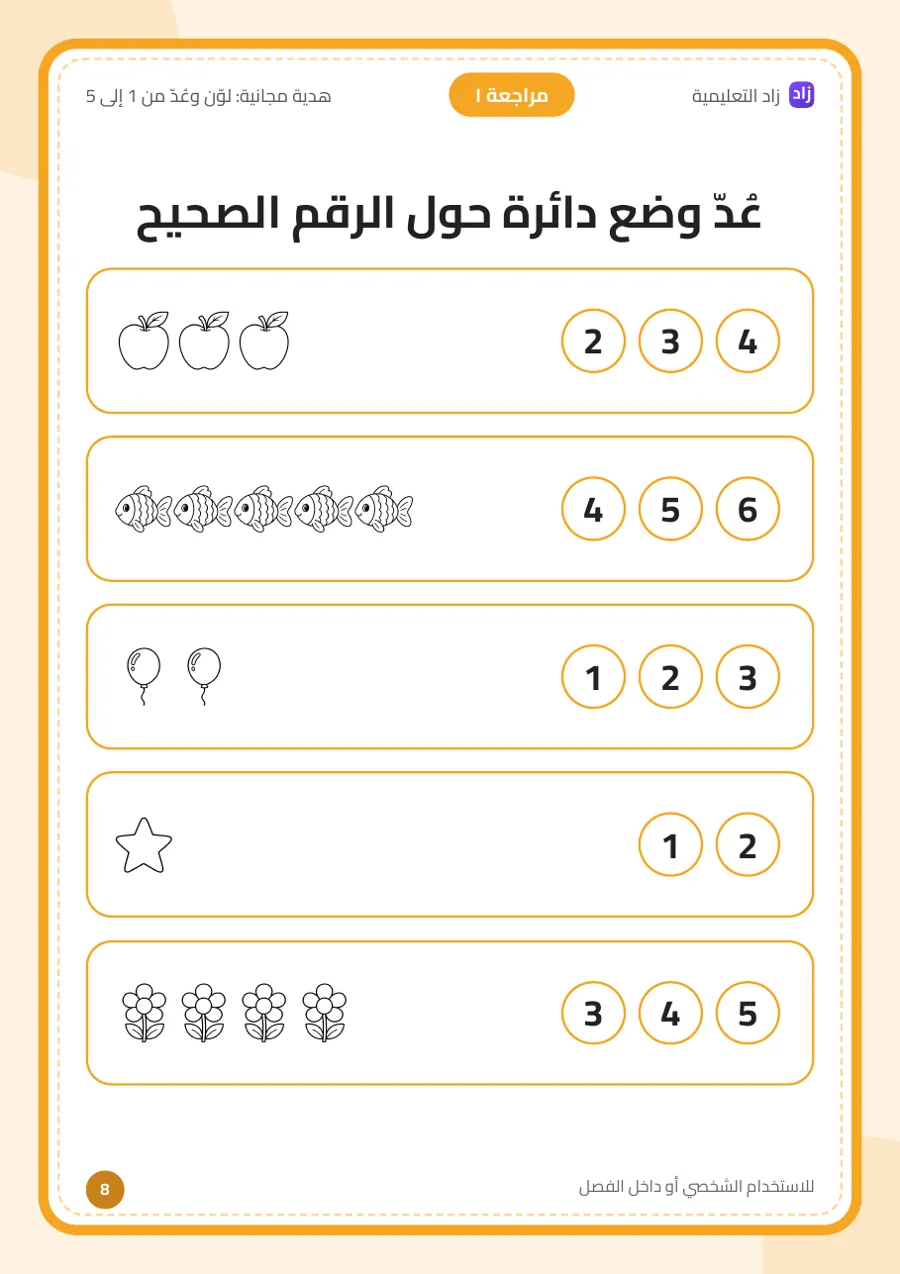 زاد زاد التعليمية
مراجعة ١
هدية مجانية: لوّن وعُدّ من 1 إلى 5
عُدّ وضع دائرة حول الرقم الصحيح
2 3 4
4 5 6
1 2 3
1 2
3 4 5
للاستخدام الشخصي أو داخل الفصل
8